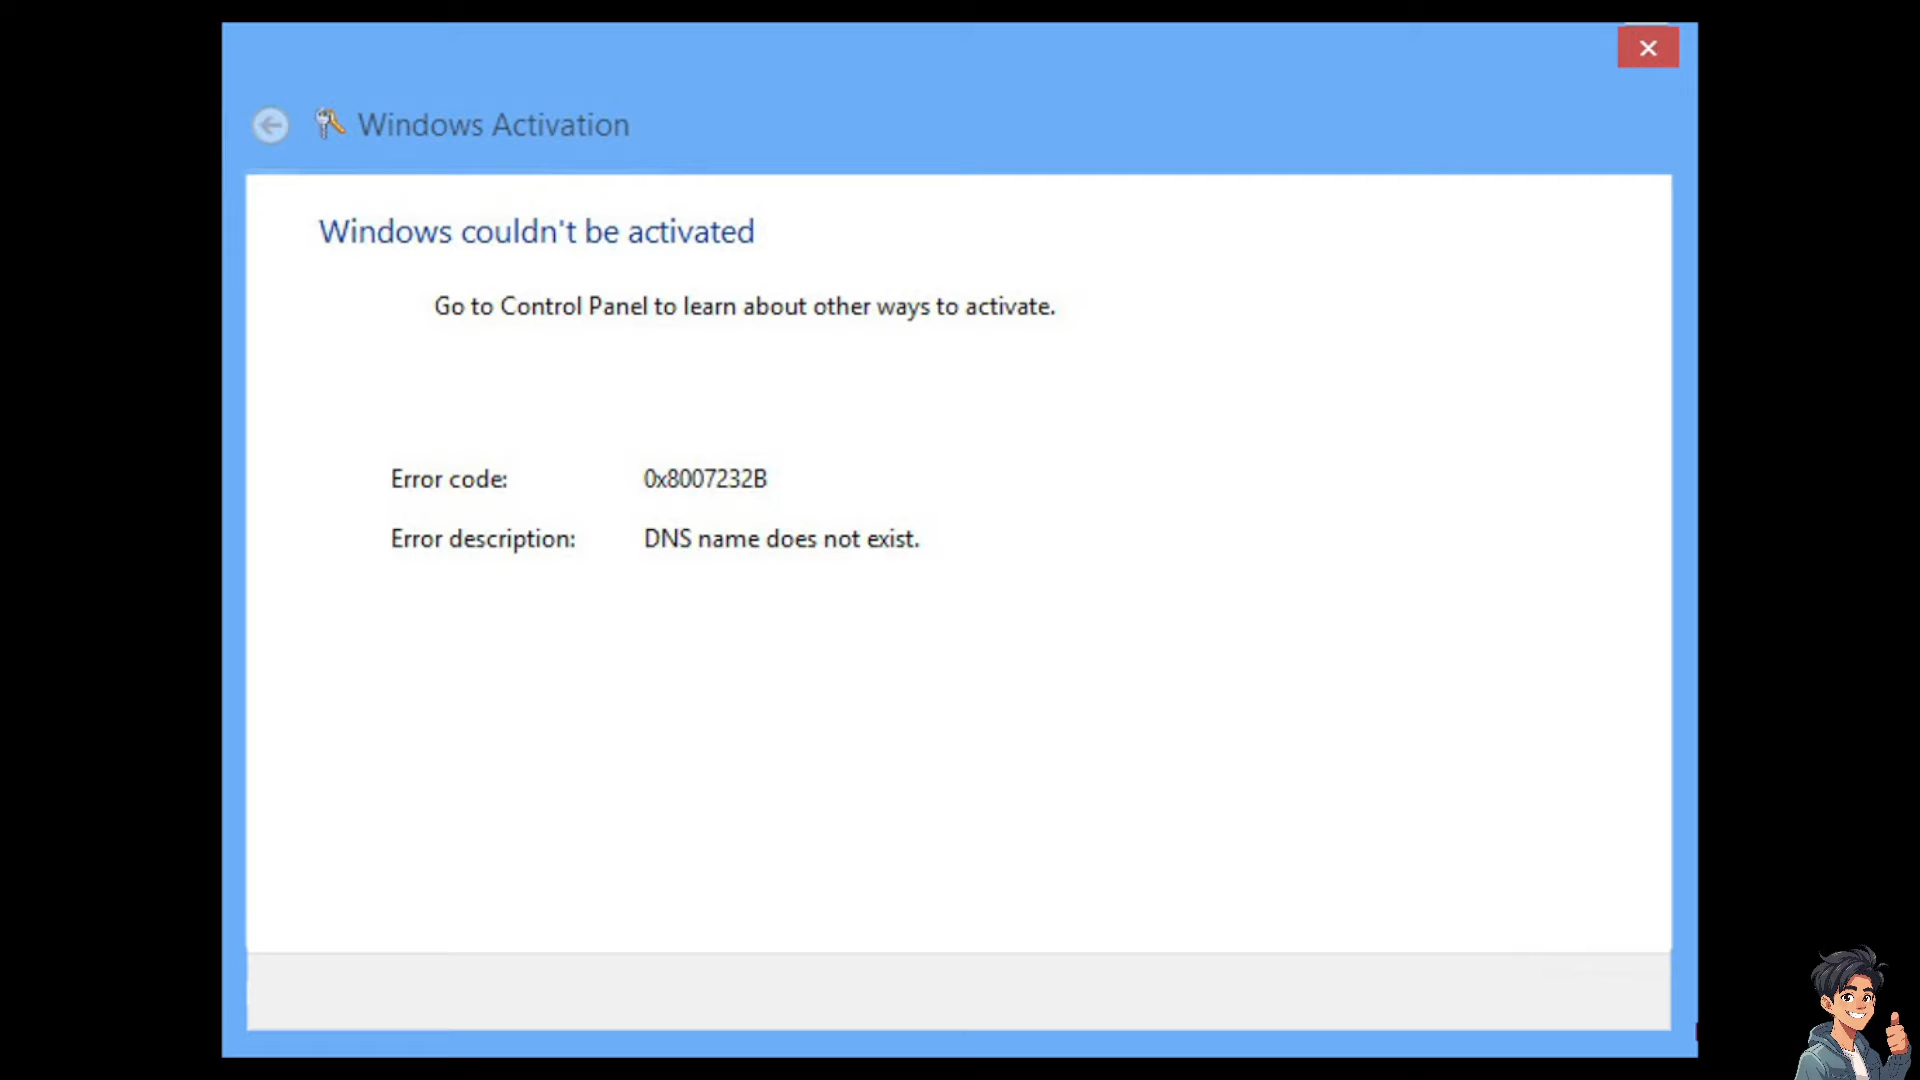 Windows Activation
Windows couldn't be activated
Go to Control Panel to learn about other ways to activate.
Error code: 0x8007232B
Error description: DNS name does not exist.